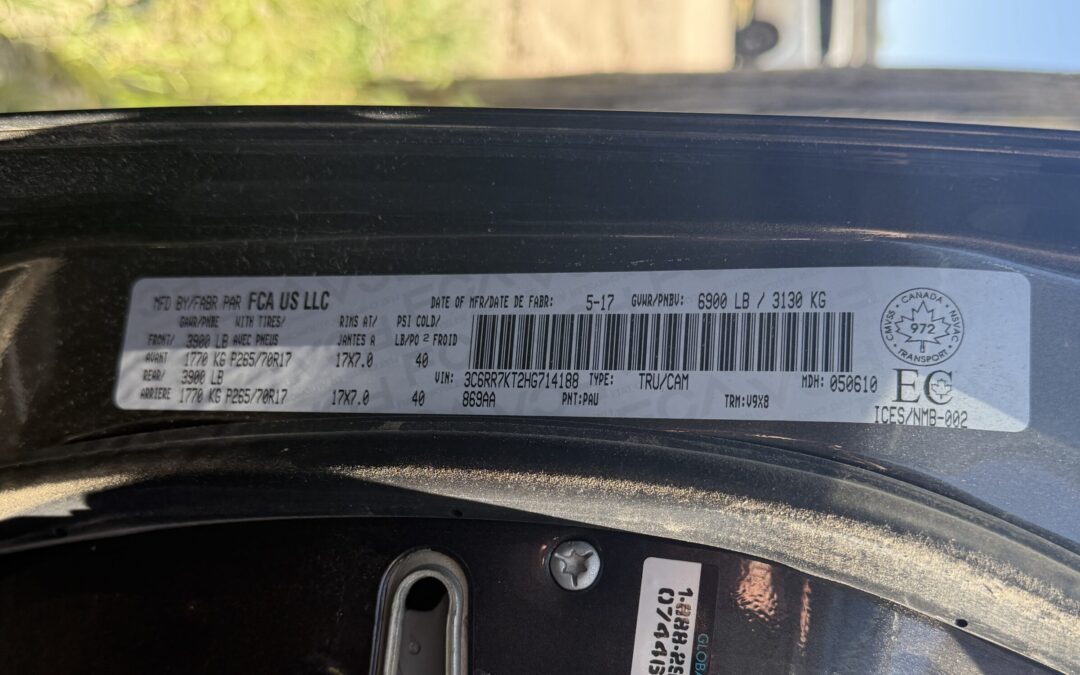 MFD BY/FABR PAR FCA US LLC
DATE OF MFR/DATE DE FABR: 5-17 GVWR/PNBV: 6900 LB / 3130 KG
GAWR/PNBE WITH TIRES/ RIMS AT/ PSI COLD/
FRONT/ 3900 LB AVEC PNEUS JANTES A LB/PO 2 FROID
AVANT 1770 KG P265/70R17 17X7.0 40
REAR/ 3900 LB
ARRIERE 1770 KG P265/70R17 17X7.0 40
VIN: 3C6RR7KT2HG714188 TYPE: TRU/CAM MDH: 050610
869AA PNT:PAU TRM:V9X8
CANADA
CMVSS
972
NSVAC
TRANSPORT
EC
ICES/NMB-002
GLOBA